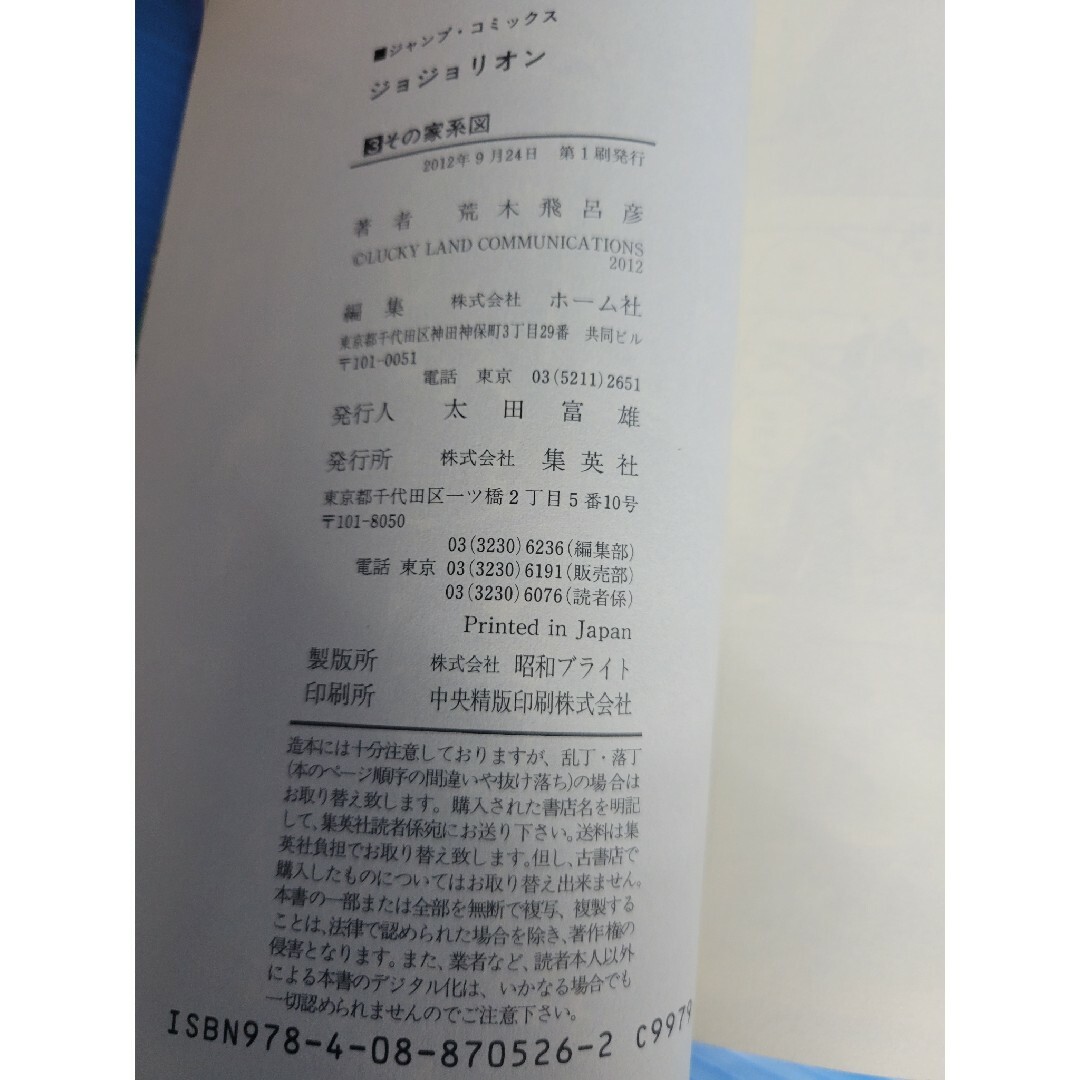 ■ジャンプ・コミックス
ジョジョリオン
3その家系図
2012年9月24日 第1刷発行
著者 荒木飛呂彦
©LUCKY LAND COMMUNICATIONS
2012
編集 株式会社 ホーム社
東京都千代田区神田神保町3丁目29番 共同ビル
〒101-0051
電話 東京 03(5211)2651
発行人 太田富雄
発行所 株式会社 集英社
東京都千代田区一ツ橋2丁目5番10号
〒101-8050
03(3230)6236(編集部)
電話 東京 03(3230)6191(販売部)
03(3230)6076(読者係)
Printed in Japan
製版所 株式会社 昭和ブライト
印刷所 中央精版印刷株式会社
造本には十分注意しておりますが、乱丁・落丁
(本のページ順序の間違いや抜け落ち)の場合は
お取り替え致します。購入された書店名を明記
して、集英社読者係宛にお送り下さい。送料は集
英社負担でお取り替え致します。但し、古書店で
購入したものについてはお取り替え出来ません。
本書の一部または全部を無断で複写、複製する
ことは、法律で認められた場合を除き、著作権の
侵害となります。また、業者など、読者本人以外
による本書のデジタル化は、いかなる場合でも
一切認められませんのでご注意下さい。
ISBN978-4-08-870526-2 C9979